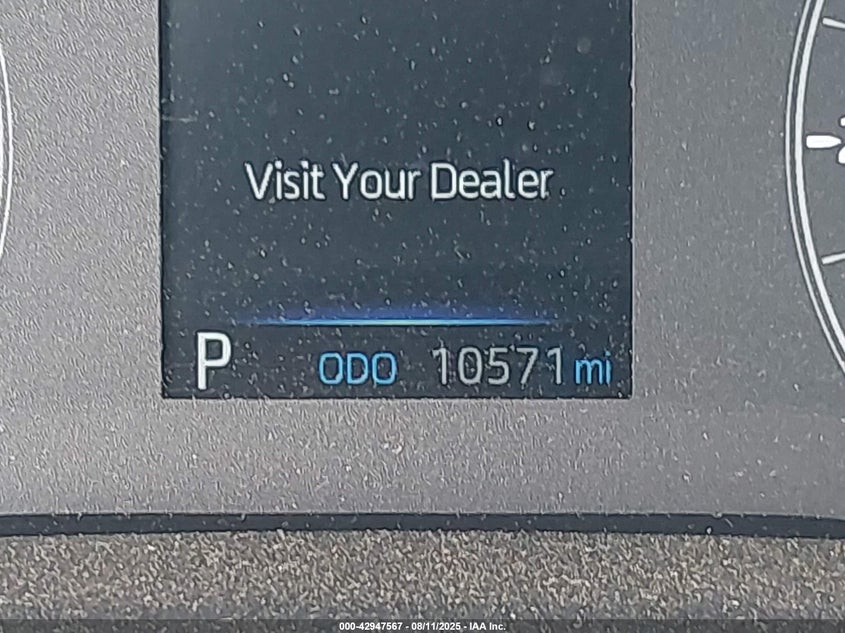 Visit Your Dealer
P ODO 10571 mi
000-42947567 - 08/11/2025 - IAA Inc.